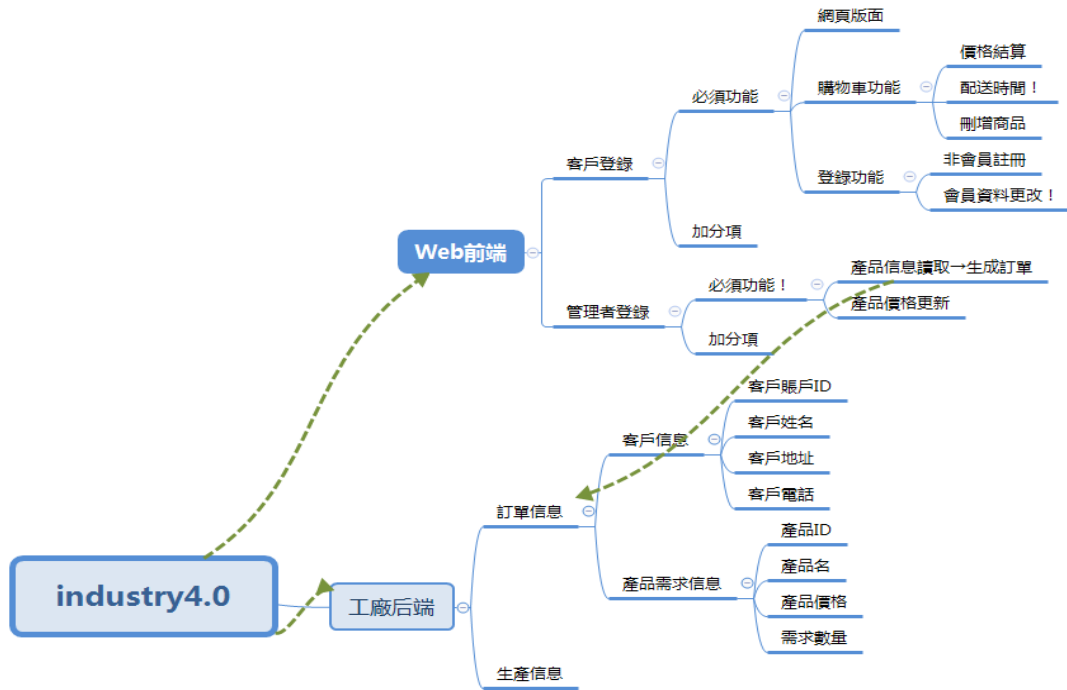 industry4.0
Web前端
客戶登錄
必須功能
網頁版面
購物車功能
價格結算
配送時間！
刪增商品
登錄功能
非會員註冊
會員資料更改！
加分項
管理者登錄
必須功能！
產品信息讀取→生成訂單
產品價格更新
加分項
工廠后端
訂單信息
客戶信息
客戶賬戶ID
客戶姓名
客戶地址
客戶電話
產品需求信息
產品ID
產品名
產品價格
需求數量
生產信息